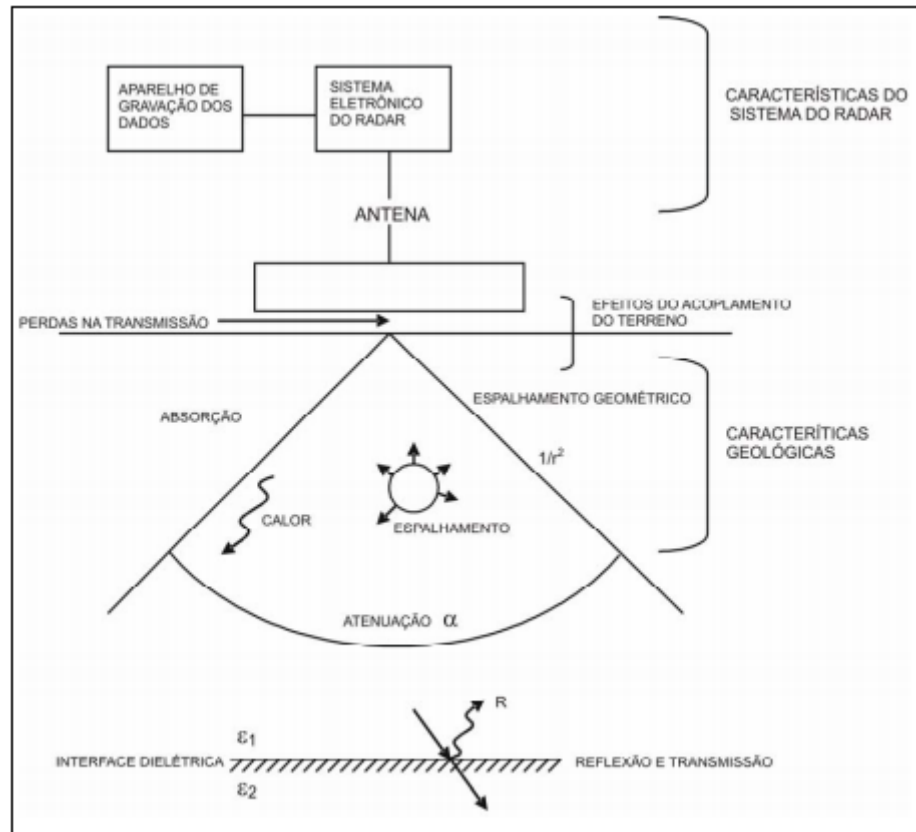 APARELHO DE
GRAVAÇÃO DOS
DADOS
SISTEMA
ELETRÔNICO
DO RADAR
CARACTERÍSTICAS DO
SISTEMA DO RADAR
ANTENA
PERDAS NA TRANSMISSÃO
EFEITOS DO ACOPLAMENTO
DO TERRENO
ABSORÇÃO
ESPALHAMENTO GEOMÉTRICO
1/r²
CARACTERÍTICAS
GEOLÓGICAS
CALOR
ESPALHAMENTO
ATENUAÇÃO α
R
ε1
INTERFACE DIELÉTRICA
REFLEXÃO E TRANSMISSÃO
ε2